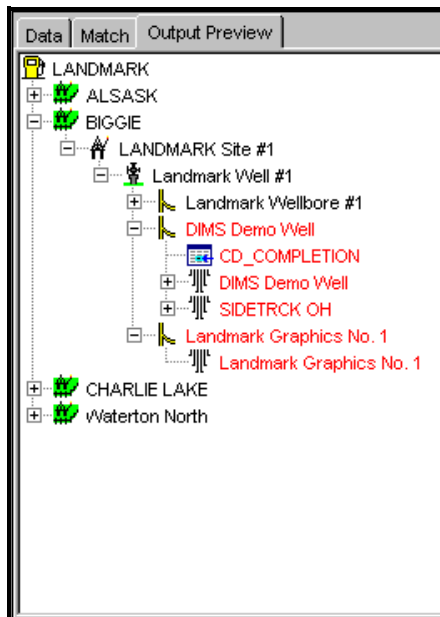 Data Match Output Preview
LANDMARK
ALSASK
BIGGIE
LANDMARK Site #1
Landmark Well #1
Landmark Wellbore #1
DIMS Demo Well
CD_COMPLETION
DIMS Demo Well
SIDETRCK OH
Landmark Graphics No. 1
Landmark Graphics No. 1
CHARLIE LAKE
Waterton North